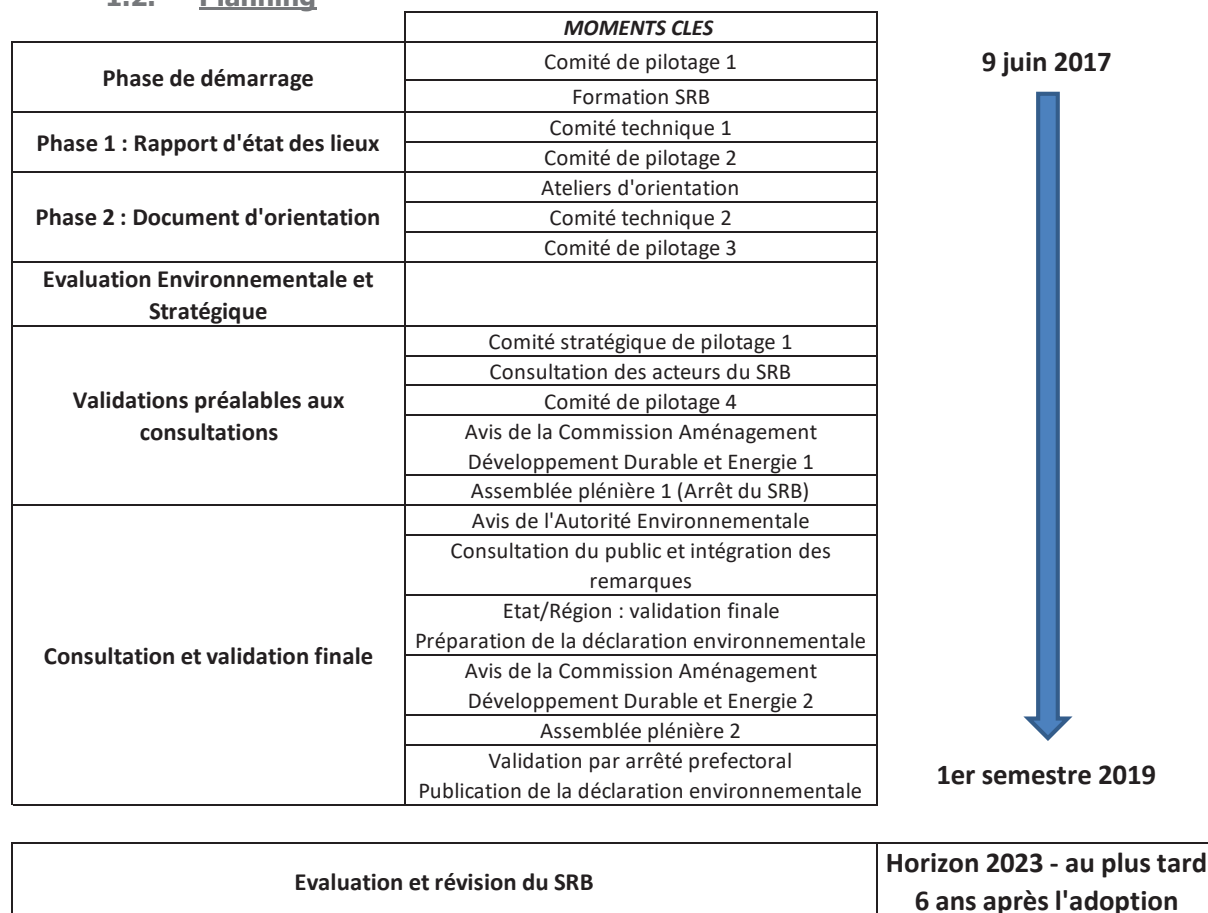 1.2. Planning
MOMENTS CLES
Phase de démarrage
Comité de pilotage 1
Formation SRB
9 juin 2017
Phase 1 : Rapport d'état des lieux
Comité technique 1
Comité de pilotage 2
Phase 2 : Document d'orientation
Ateliers d'orientation
Comité technique 2
Comité de pilotage 3
Evaluation Environnementale et
Stratégique
Validations préalables aux
consultations
Comité stratégique de pilotage 1
Consultation des acteurs du SRB
Comité de pilotage 4
Avis de la Commission Aménagement
Développement Durable et Energie 1
Assemblée plénière 1 (Arrêt du SRB)
Consultation et validation finale
Avis de l'Autorité Environnementale
Consultation du public et intégration des
remarques
Etat/Région : validation finale
Préparation de la déclaration environnementale
Avis de la Commission Aménagement
Développement Durable et Energie 2
Assemblée plénière 2
Validation par arrêté prefectoral
Publication de la déclaration environnementale
1er semestre 2019
Evaluation et révision du SRB
Horizon 2023 - au plus tard
6 ans après l'adoption